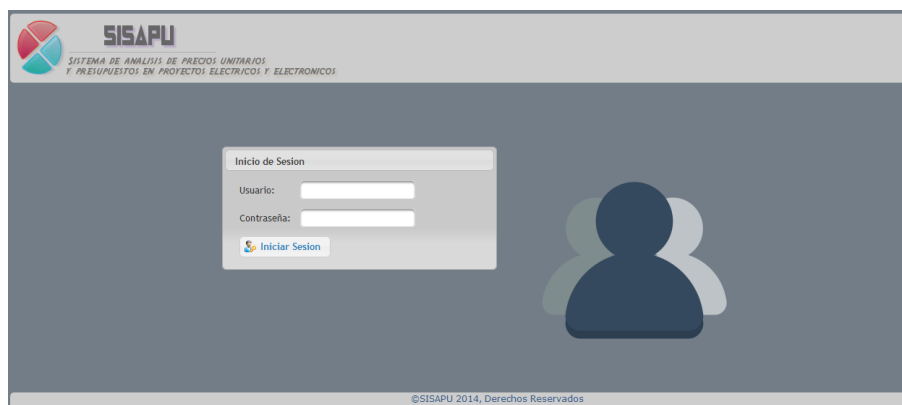 SISAPU
SISTEMA DE ANALISIS DE PRECIOS UNITARIOS
Y PRESUPUESTOS EN PROYECTOS ELECTRICOS Y ELECTRONICOS
Inicio de Sesion
Usuario:
Contraseña:
Iniciar Sesion
©SISAPU 2014, Derechos Reservados